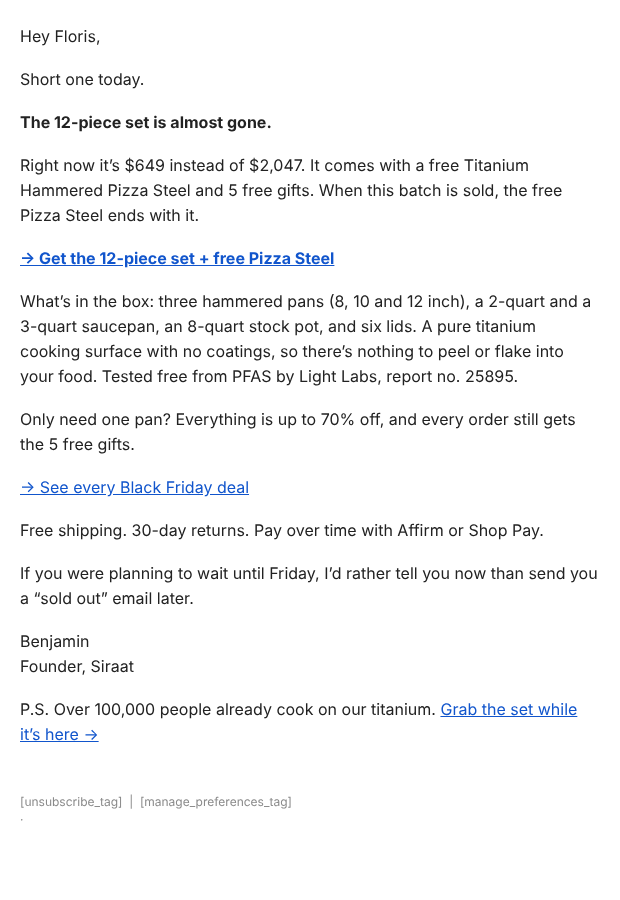 Hey Floris,
Short one today.
The 12-piece set is almost gone.
Right now it’s $649 instead of $2,047. It comes with a free Titanium
Hammered Pizza Steel and 5 free gifts. When this batch is sold, the free
Pizza Steel ends with it.
→ Get the 12-piece set + free Pizza Steel
What’s in the box: three hammered pans (8, 10 and 12 inch), a 2-quart and a
3-quart saucepan, an 8-quart stock pot, and six lids. A pure titanium
cooking surface with no coatings, so there’s nothing to peel or flake into
your food. Tested free from PFAS by Light Labs, report no. 25895.
Only need one pan? Everything is up to 70% off, and every order still gets
the 5 free gifts.
→ See every Black Friday deal
Free shipping. 30-day returns. Pay over time with Affirm or Shop Pay.
If you were planning to wait until Friday, I’d rather tell you now than send you
a “sold out” email later.
Benjamin
Founder, Siraat
P.S. Over 100,000 people already cook on our titanium. Grab the set while
it’s here →
[unsubscribe_tag] | [manage_preferences_tag]
.